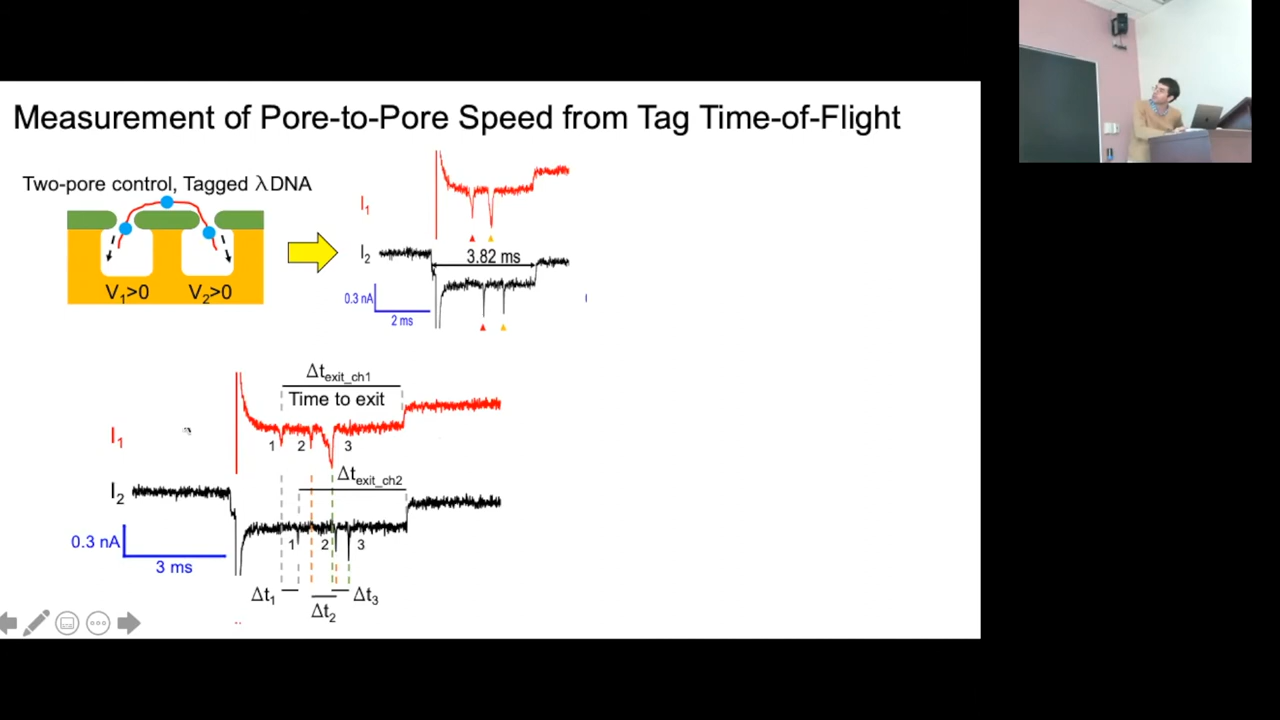 Measurement of Pore-to-Pore Speed from Tag Time-of-Flight
Two-pore control, Tagged λDNA
V₁>0 V₂>0
I₁
I₂
3.82 ms
0.3 nA
2 ms
Δt_exit_ch1
Time to exit
I₁
1 2 3
Δt_exit_ch2
I₂
1 2 3
0.3 nA
3 ms
Δt₁ Δt₃
Δt₂